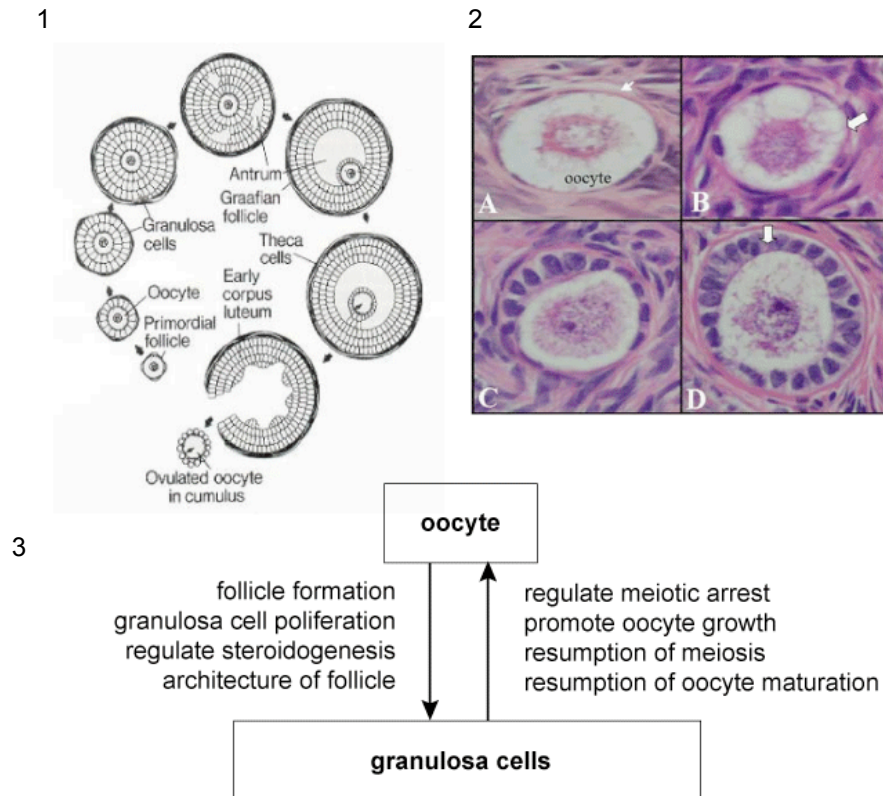 1
2
Antrum
Graafian
follicle
Granulosa
cells
Theca
cells
Early
corpus
luteum
Oocyte
Primordial
follicle
Ovulated oocyte
in cumulus
oocyte
A
B
C
D
3
oocyte
follicle formation
granulosa cell poliferation
regulate steroidogenesis
architecture of follicle
regulate meiotic arrest
promote oocyte growth
resumption of meiosis
resumption of oocyte maturation
granulosa cells